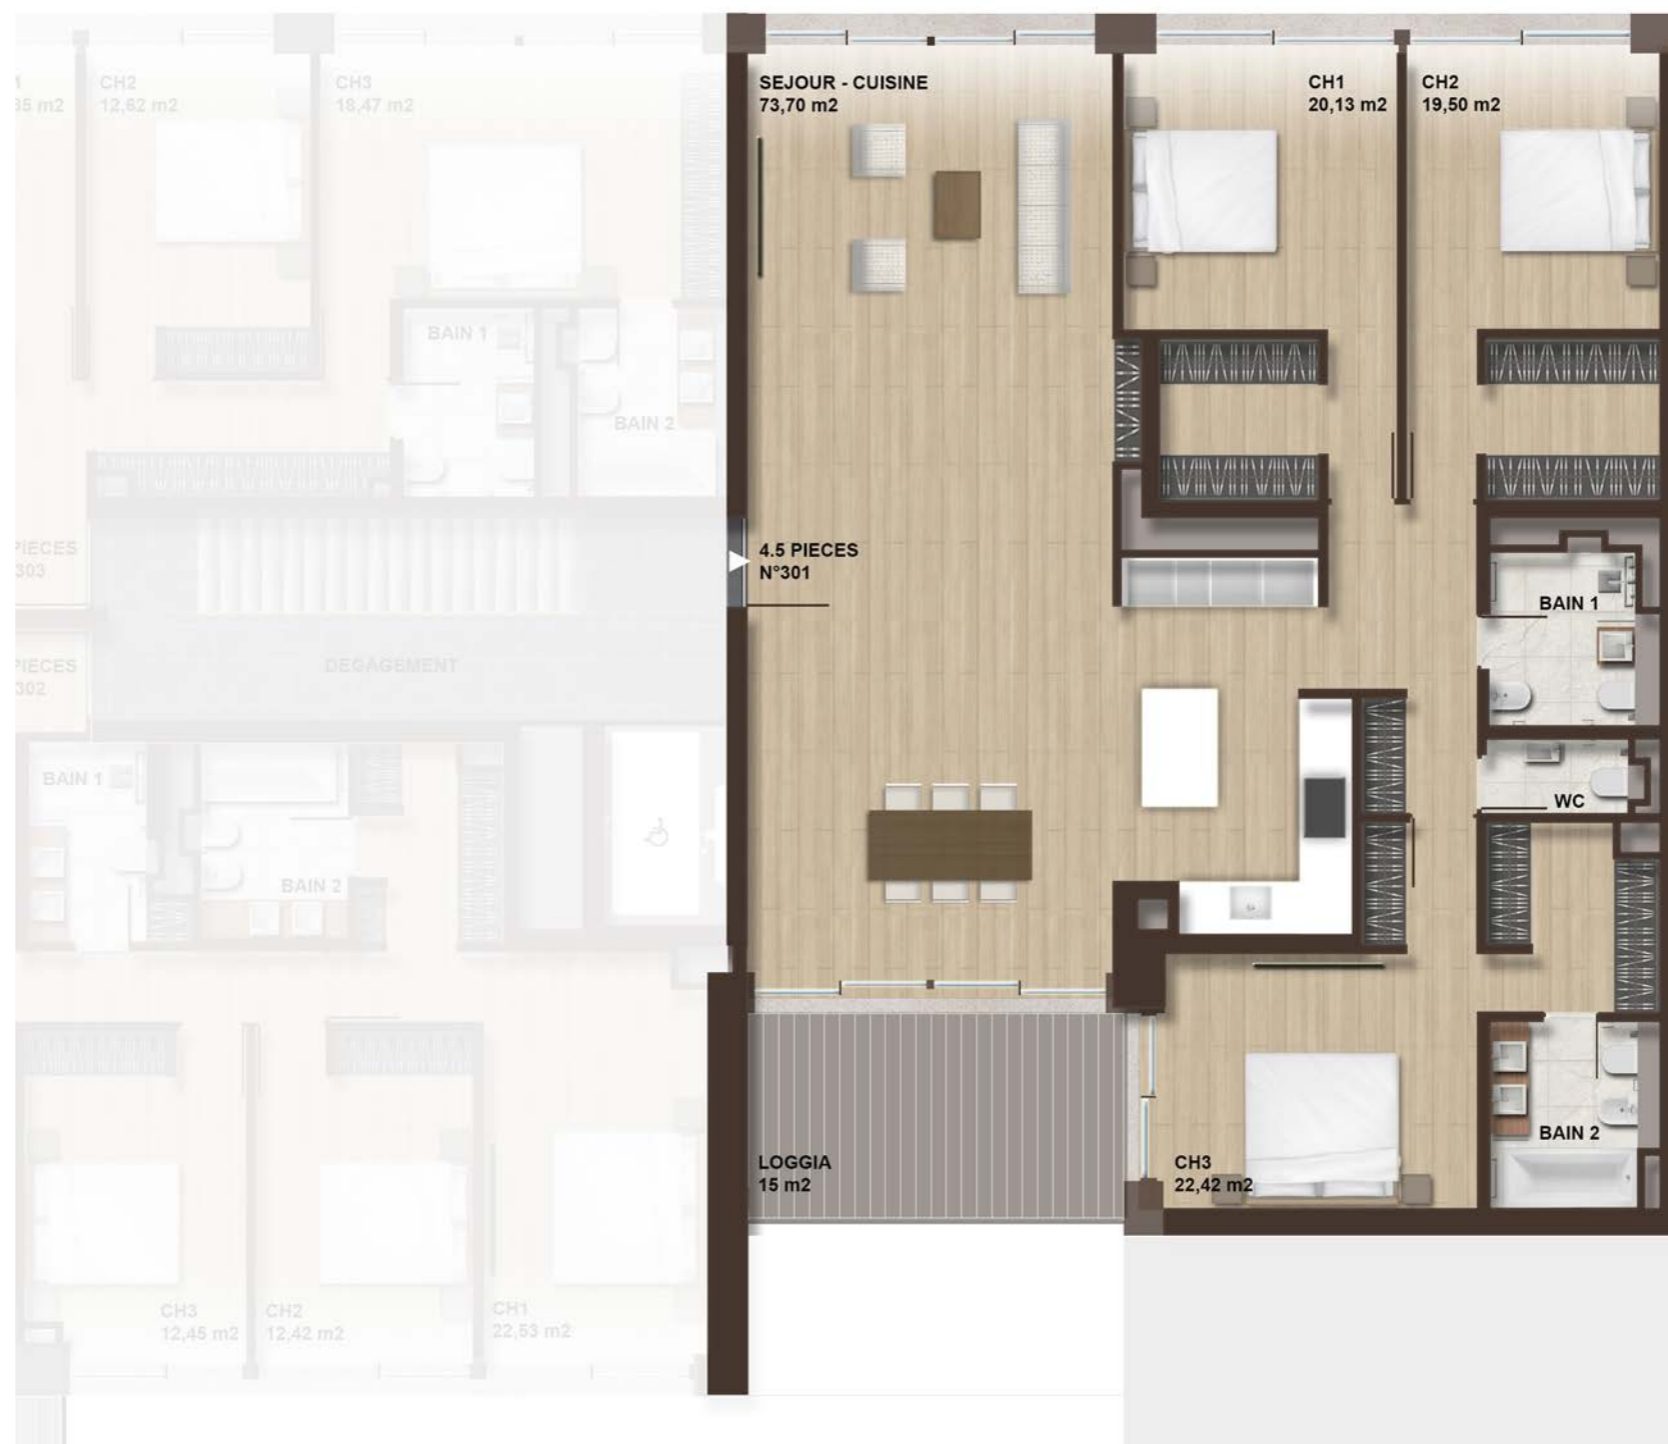 CH2
12,62 m2
CH3
18,47 m2
SEJOUR - CUISINE
73,70 m2
CH1
20,13 m2
CH2
19,50 m2
BAIN 1
BAIN 2
PIECES
303
4.5 PIECES
N°301
BAIN 1
PIECES
302
DEGAGEMENT
BAIN 1
WC
BAIN 2
BAIN 2
LOGGIA
15 m2
CH3
22,42 m2
CH3
12,45 m2
CH2
12,42 m2
CH1
22,53 m2